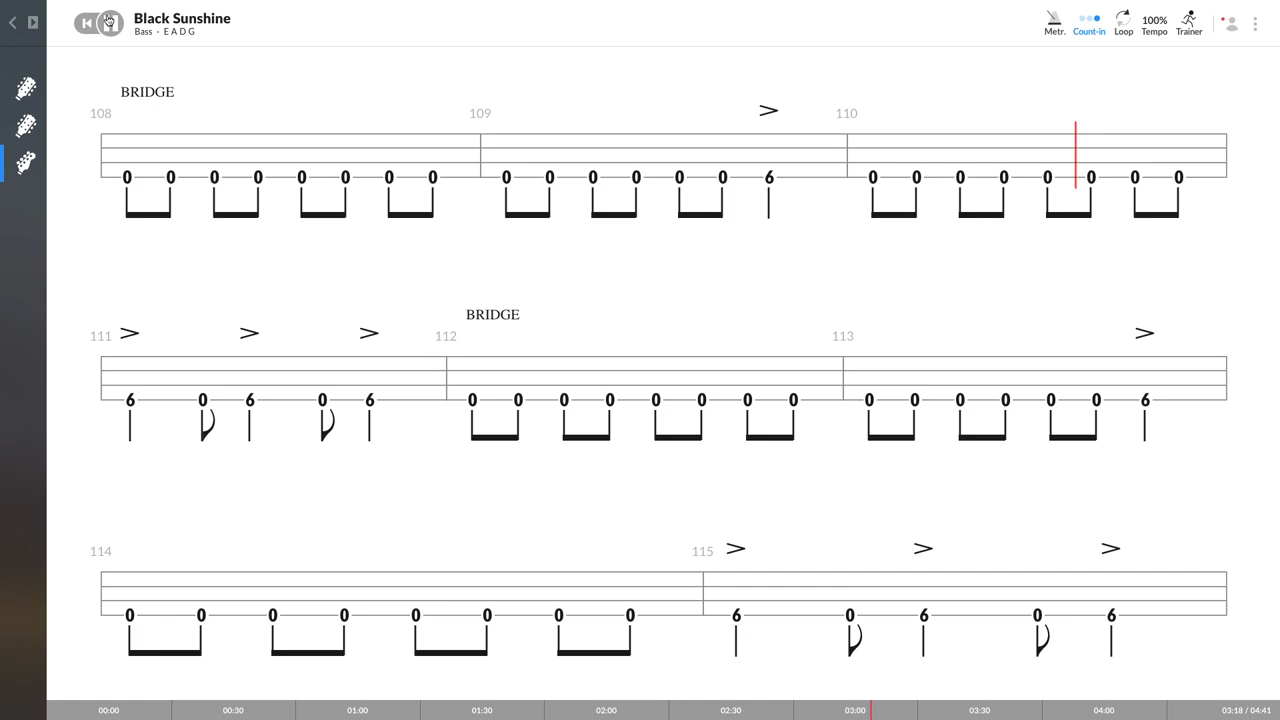 Black Sunshine
Bass · E A D G
Metr.
Count-in
Loop
100%
Tempo
Trainer
BRIDGE
108 109 > 110
0 0 0 0 0 0 0 0 0 0 0 0 0 0 6 0 0 0 0 0 0 0 0
BRIDGE
111 > > > 112 113 >
6 0 6 0 6 0 0 0 0 0 0 0 0 0 0 0 0 0 0 6
114 115 > > >
0 0 0 0 0 0 0 0 6 0 6 0 6
00:00 00:30 01:00 01:30 02:00 02:30 03:00 03:30 04:00 03:18 / 04:41